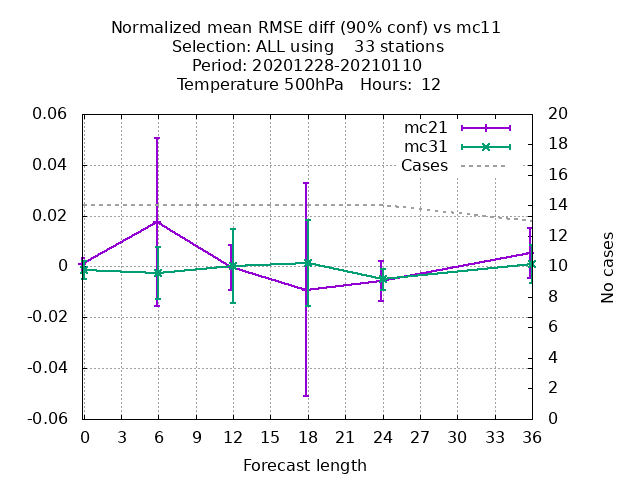 Normalized mean RMSE diff (90% conf) vs mc11
Selection: ALL using    33 stations
Period: 20201228-20210110
Temperature 500hPa   Hours:  12
mc21
mc31
Cases
0.06
0.04
0.02
0
-0.02
-0.04
-0.06
20
18
16
14
12
10
8
6
4
2
0
No cases
0 3 6 9 12 15 18 21 24 27 30 33 36
Forecast length